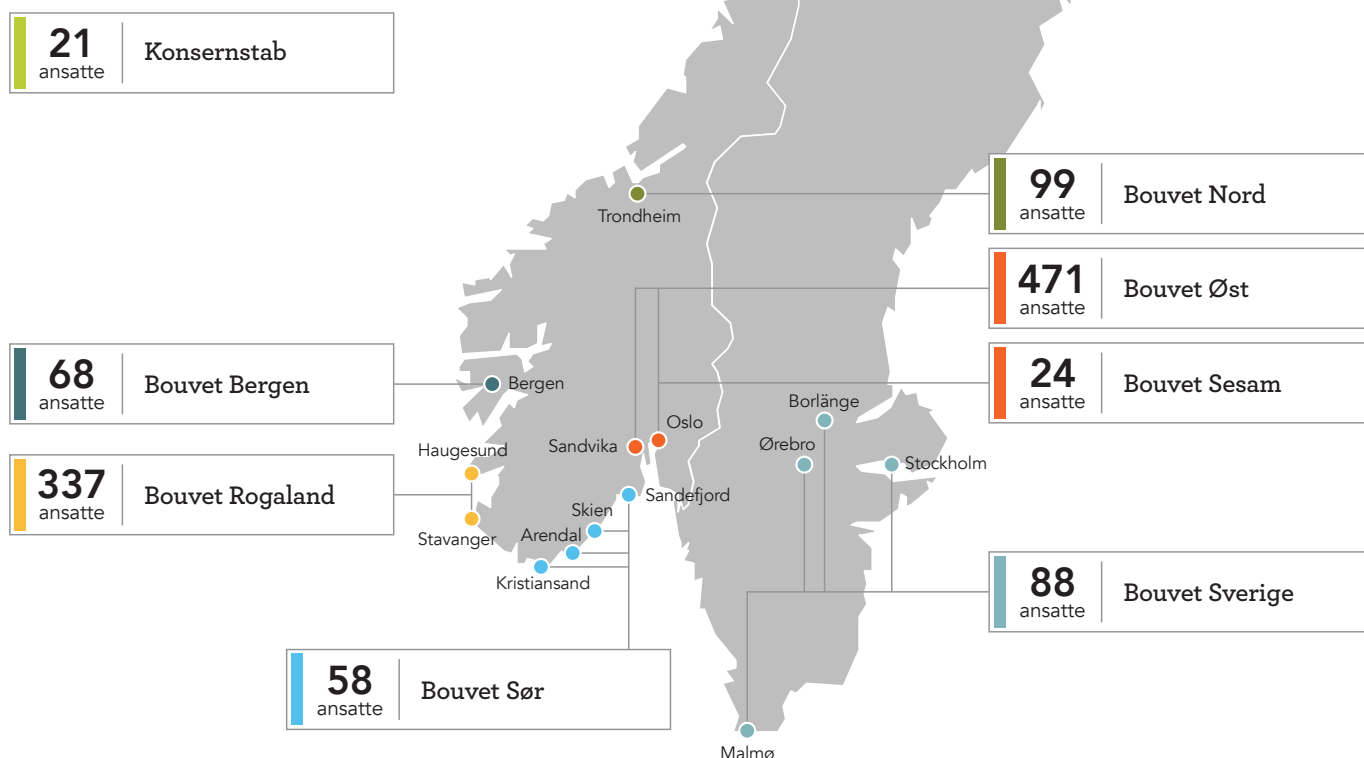 21
ansatte
Konsernstab
99
ansatte
Bouvet Nord
Trondheim
471
ansatte
Bouvet Øst
68
ansatte
Bouvet Bergen
Bergen
24
ansatte
Bouvet Sesam
Borlänge
Oslo
Haugesund
Sandvika
Ørebro
Stockholm
337
ansatte
Bouvet Rogaland
Sandefjord
Skien
Stavanger
Arendal
Kristiansand
88
ansatte
Bouvet Sverige
58
ansatte
Bouvet Sør
Malmø